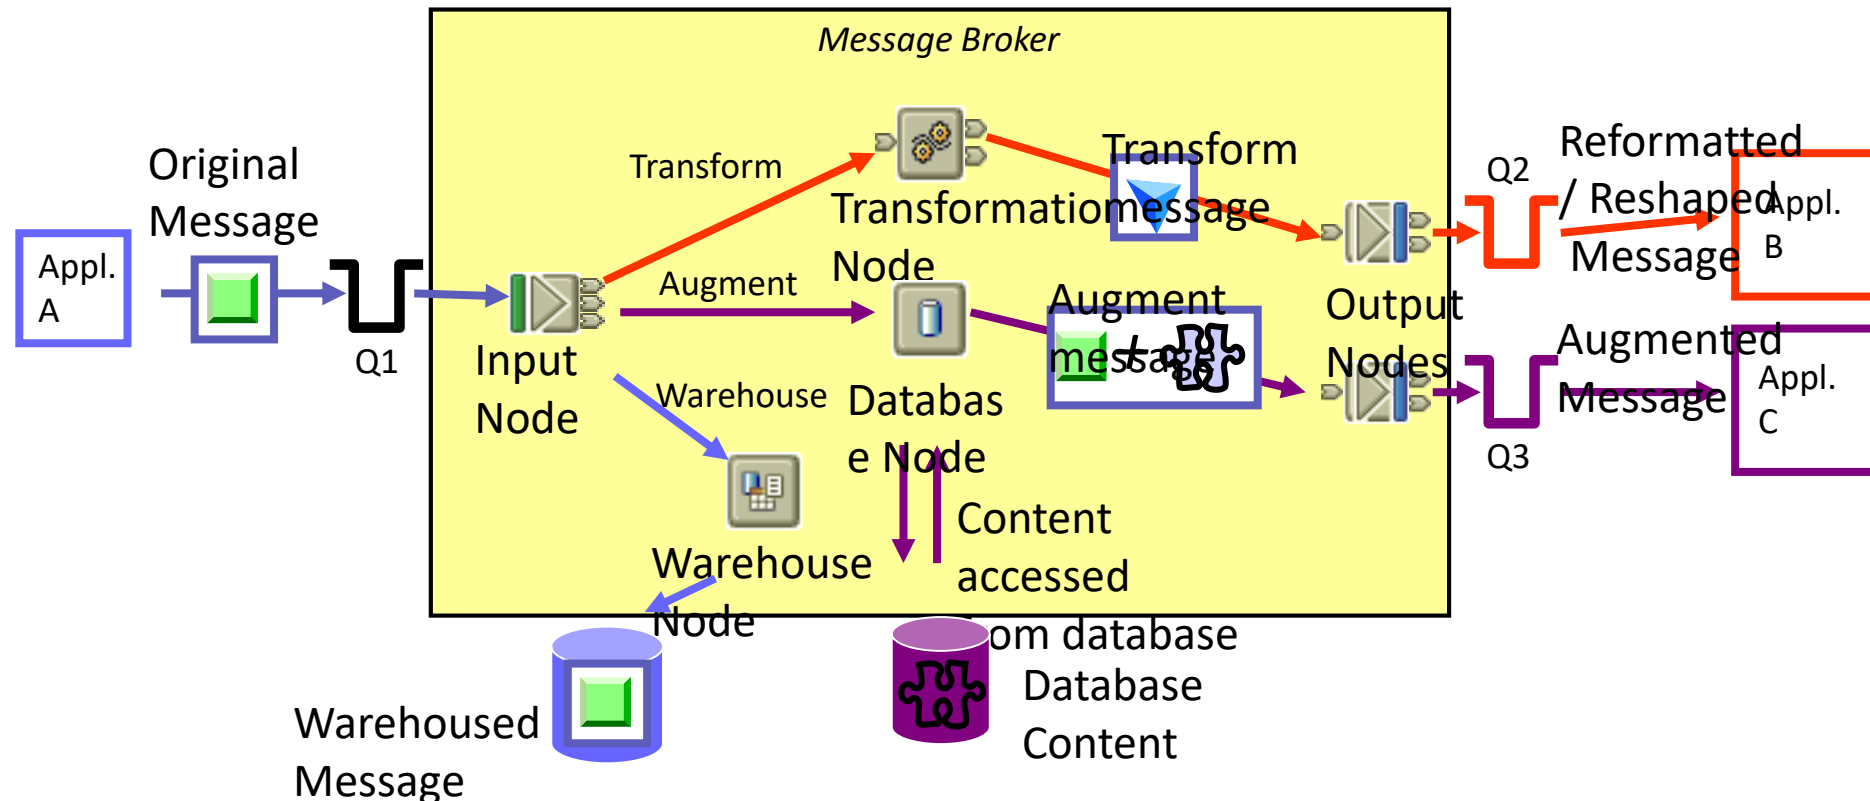 Message Broker
Original
Message
Appl.
A
Q1
Input
Node
Transform
Augment
Warehouse
Transformation
Node
Transform
message
Databas
e Node
Augment
message
+
Warehouse
Node
Content
accessed
from database
Output
Nodes
Q2
Reformatted
/ Reshaped
Message
Appl.
B
Q3
Augmented
Message
Appl.
C
Warehoused
Message
Database
Content